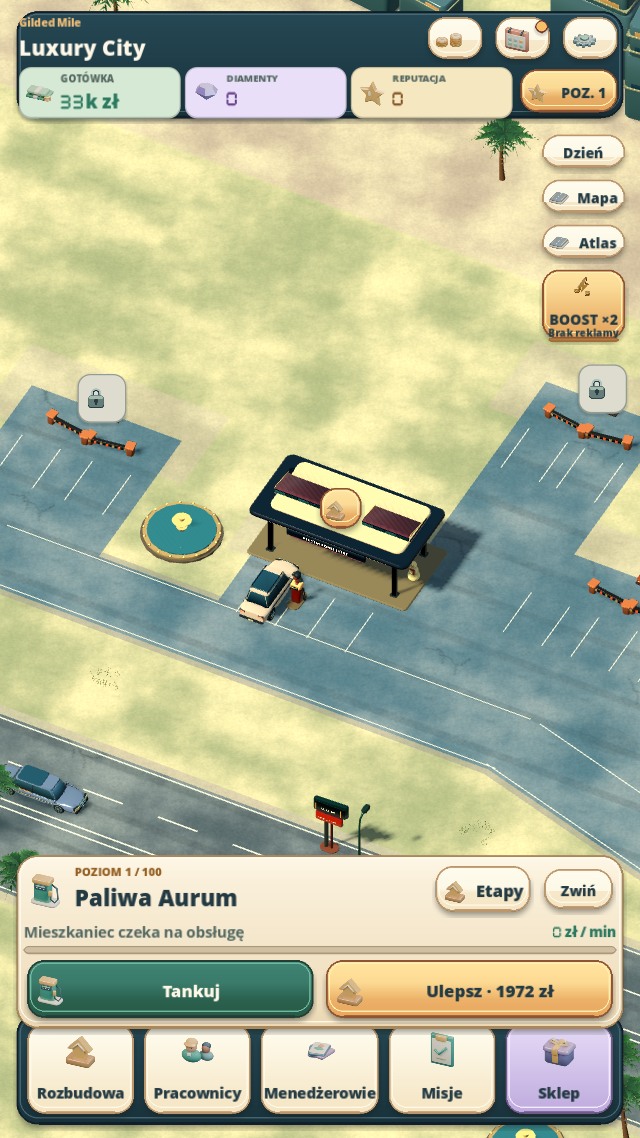 Gilded Mile
Luxury City
GOTÓWKA
33k zł
DIAMENTY
0
REPUTACJA
0
POZ. 1
Dzień
Mapa
Atlas
BOOST ×2
Brak reklamy
POZIOM 1 / 100
Paliwa Aurum
Etapy
Zwiń
Mieszkaniec czeka na obsługę
0 zł / min
Tankuj
Ulepsz · 1972 zł
Rozbudowa
Pracownicy
Menedżerowie
Misje
Sklep